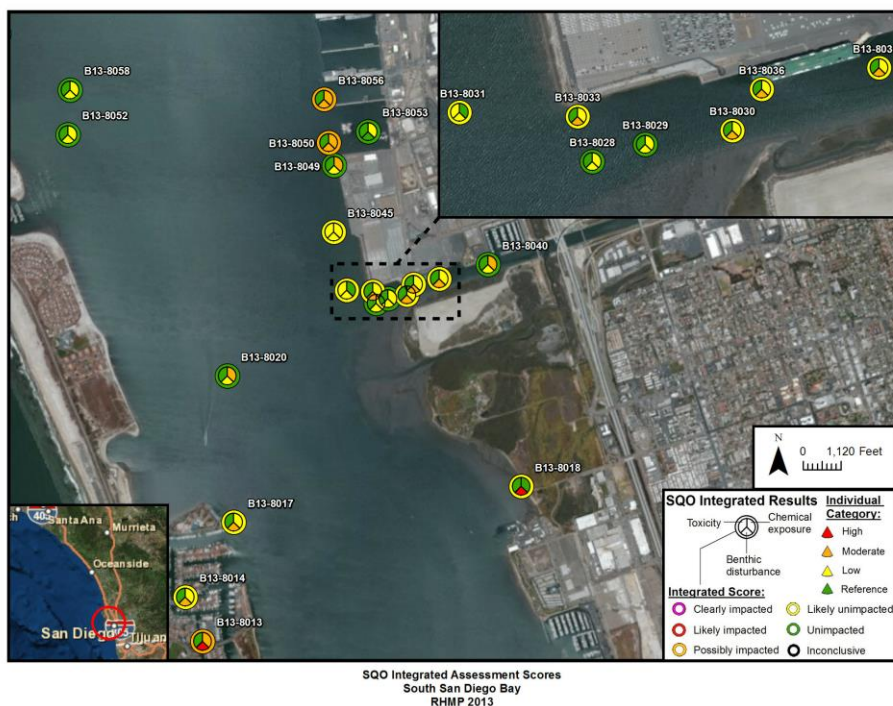 B13-8058
B13-8052
B13-8056
B13-8053
B13-8050
B13-8049
B13-8045
B13-8040
B13-8020
B13-8018
B13-8017
B13-8014
B13-8013
B13-8031
B13-8033
B13-8028
B13-8029
B13-8030
B13-8036
B13-803
N
0 1,120 Feet
SQO Integrated Results
Toxicity
Chemical
exposure
Benthic
disturbance
Individual
Category:
High
Moderate
Low
Reference
Integrated Score:
Clearly impacted
Likely impacted
Possibly impacted
Likely unimpacted
Unimpacted
Inconclusive
Santa Ana
Murrieta
Oceanside
San Diego
SQO Integrated Assessment Scores
South San Diego Bay
RHMP 2013